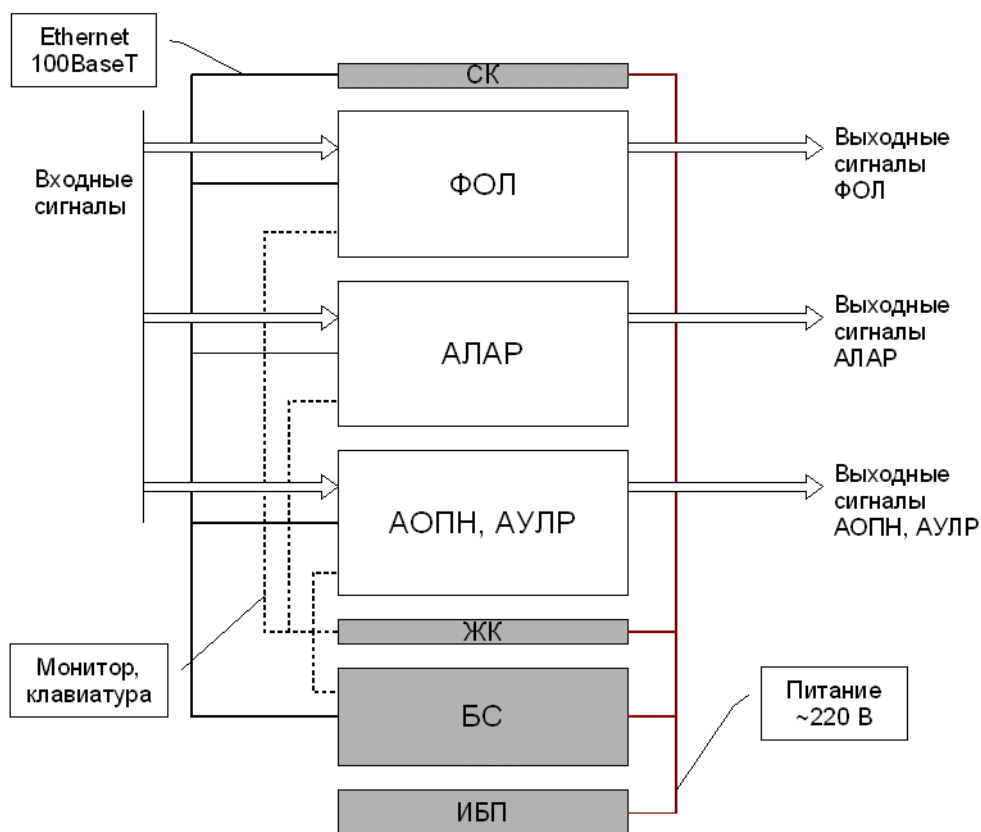 Ethernet
100BaseT
СК
Входные
сигналы
ФОЛ
Выходные
сигналы
ФОЛ
АЛАР
Выходные
сигналы
АЛАР
АОПН, АУЛР
Выходные
сигналы
АОПН, АУЛР
ЖК
Монитор,
клавиатура
БС
Питание
~220 В
ИБП